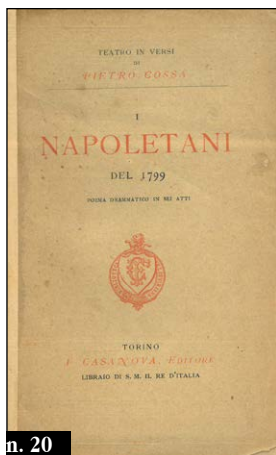 TEATRO IN VERSI
DI
PIETRO COSSA
I
NAPOLETANI
DEL 1799
POEMA DRAMMATICO IN SEI ATTI
TORINO
F. CASANOVA, EDITORE
LIBRAIO DI S. M. IL RE D'ITALIA
n. 20